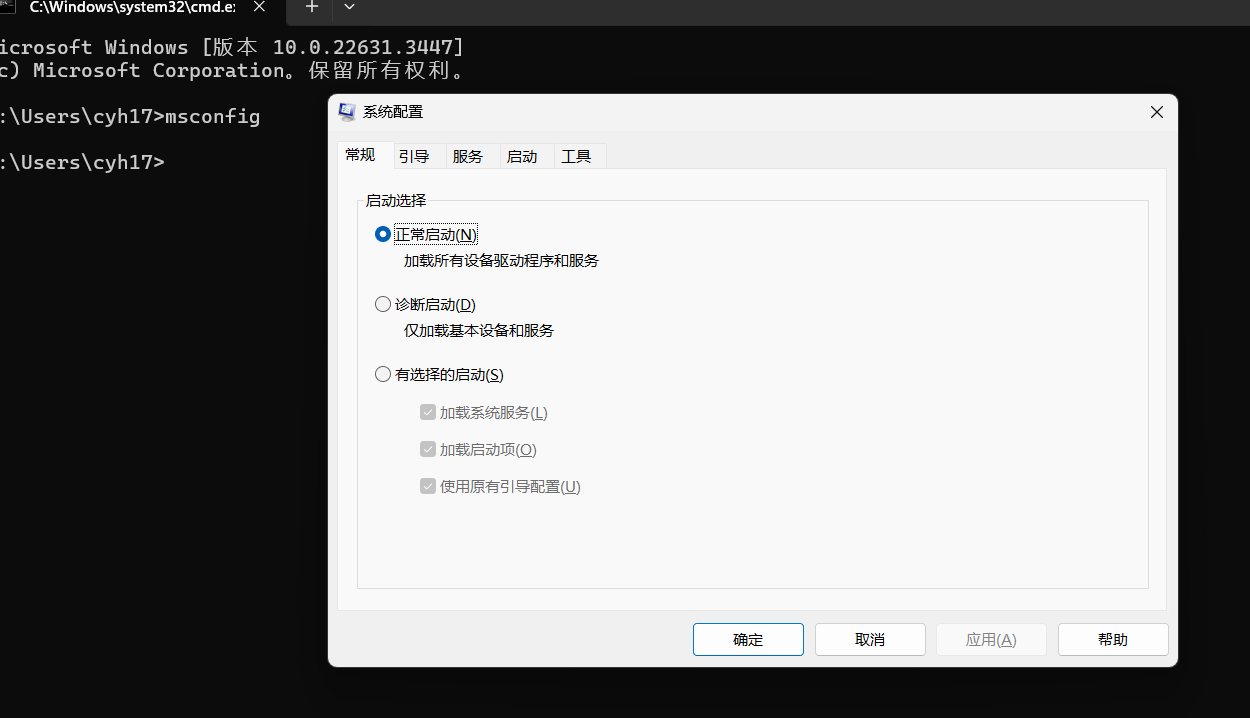 C:\Windows\system32\cmd.e
icrosoft Windows [版本 10.0.22631.3447]
c) Microsoft Corporation。保留所有权利。
:\Users\cyh17>msconfig
:\Users\cyh17>
系统配置
常规 引导 服务 启动 工具
启动选择
正常启动(N)
加载所有设备驱动程序和服务
诊断启动(D)
仅加载基本设备和服务
有选择的启动(S)
加载系统服务(L)
加载启动项(O)
使用原有引导配置(U)
确定 取消 应用(A) 帮助